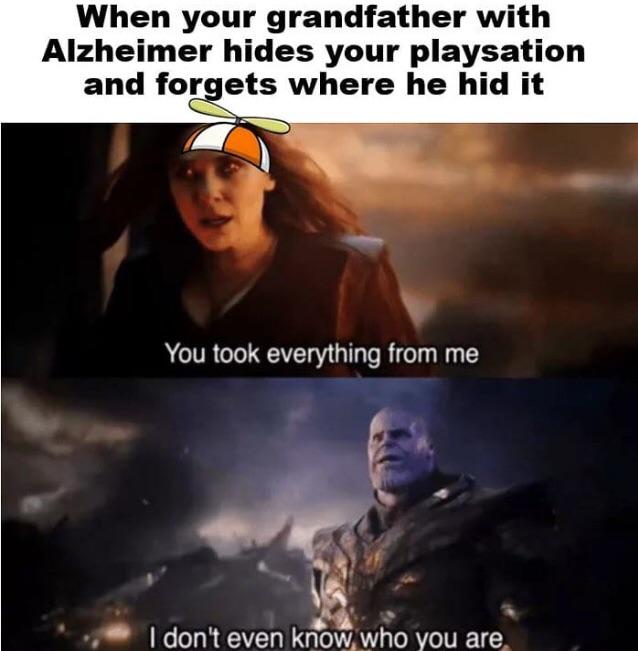 When your grandfather with
Alzheimer hides your playsation
and forgets where he hid it
You took everything from me
I don't even know who you are